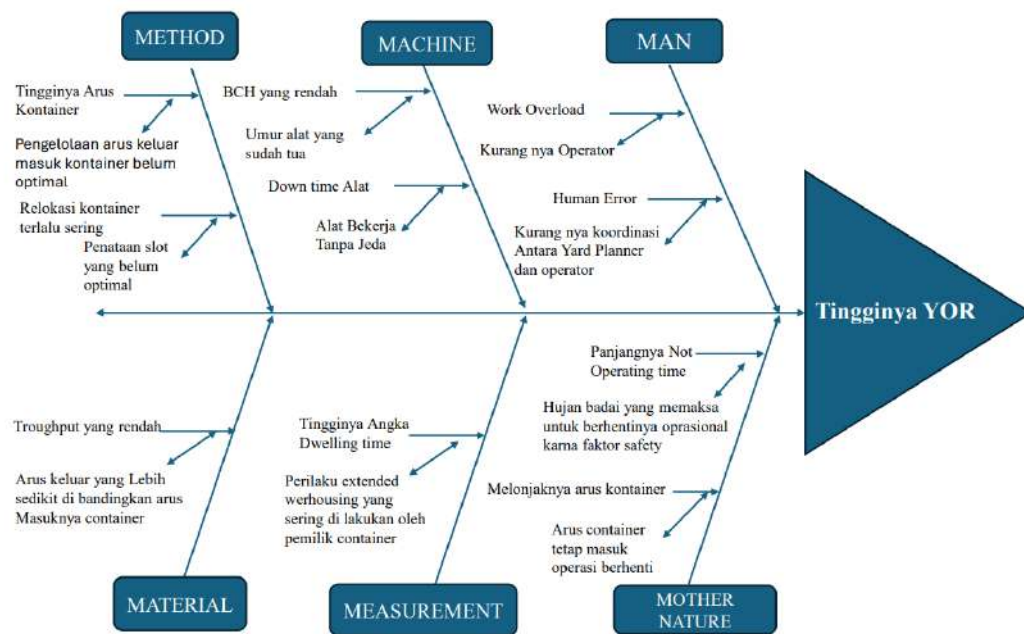 METHOD
MACHINE
MAN
Tingginya Arus
Kontainer
Pengelolaan arus keluar
masuk kontainer belum
optimal
Relokasi kontainer
terlalu sering
Penataan slot
yang belum
optimal
BCH yang rendah
Umur alat yang
sudah tua
Down time Alat
Alat Bekerja
Tanpa Jeda
Work Overload
Kurang nya Operator
Human Error
Kurang nya koordinasi
Antara Yard Planner
dan operator
Tingginya YOR
Troughput yang rendah
Arus keluar yang Lebih
sedikit di bandingkan arus
Masuknya container
Tingginya Angka
Dwelling time
Perilaku extended
werhousing yang
sering di lakukan oleh
pemilik container
Panjangnya Not
Operating time
Hujan badai yang memaksa
untuk berhentinya oprasional
karna faktor safety
Melonjaknya arus kontainer
Arus container
tetap masuk
operasi berhenti
MATERIAL
MEASUREMENT
MOTHER
NATURE